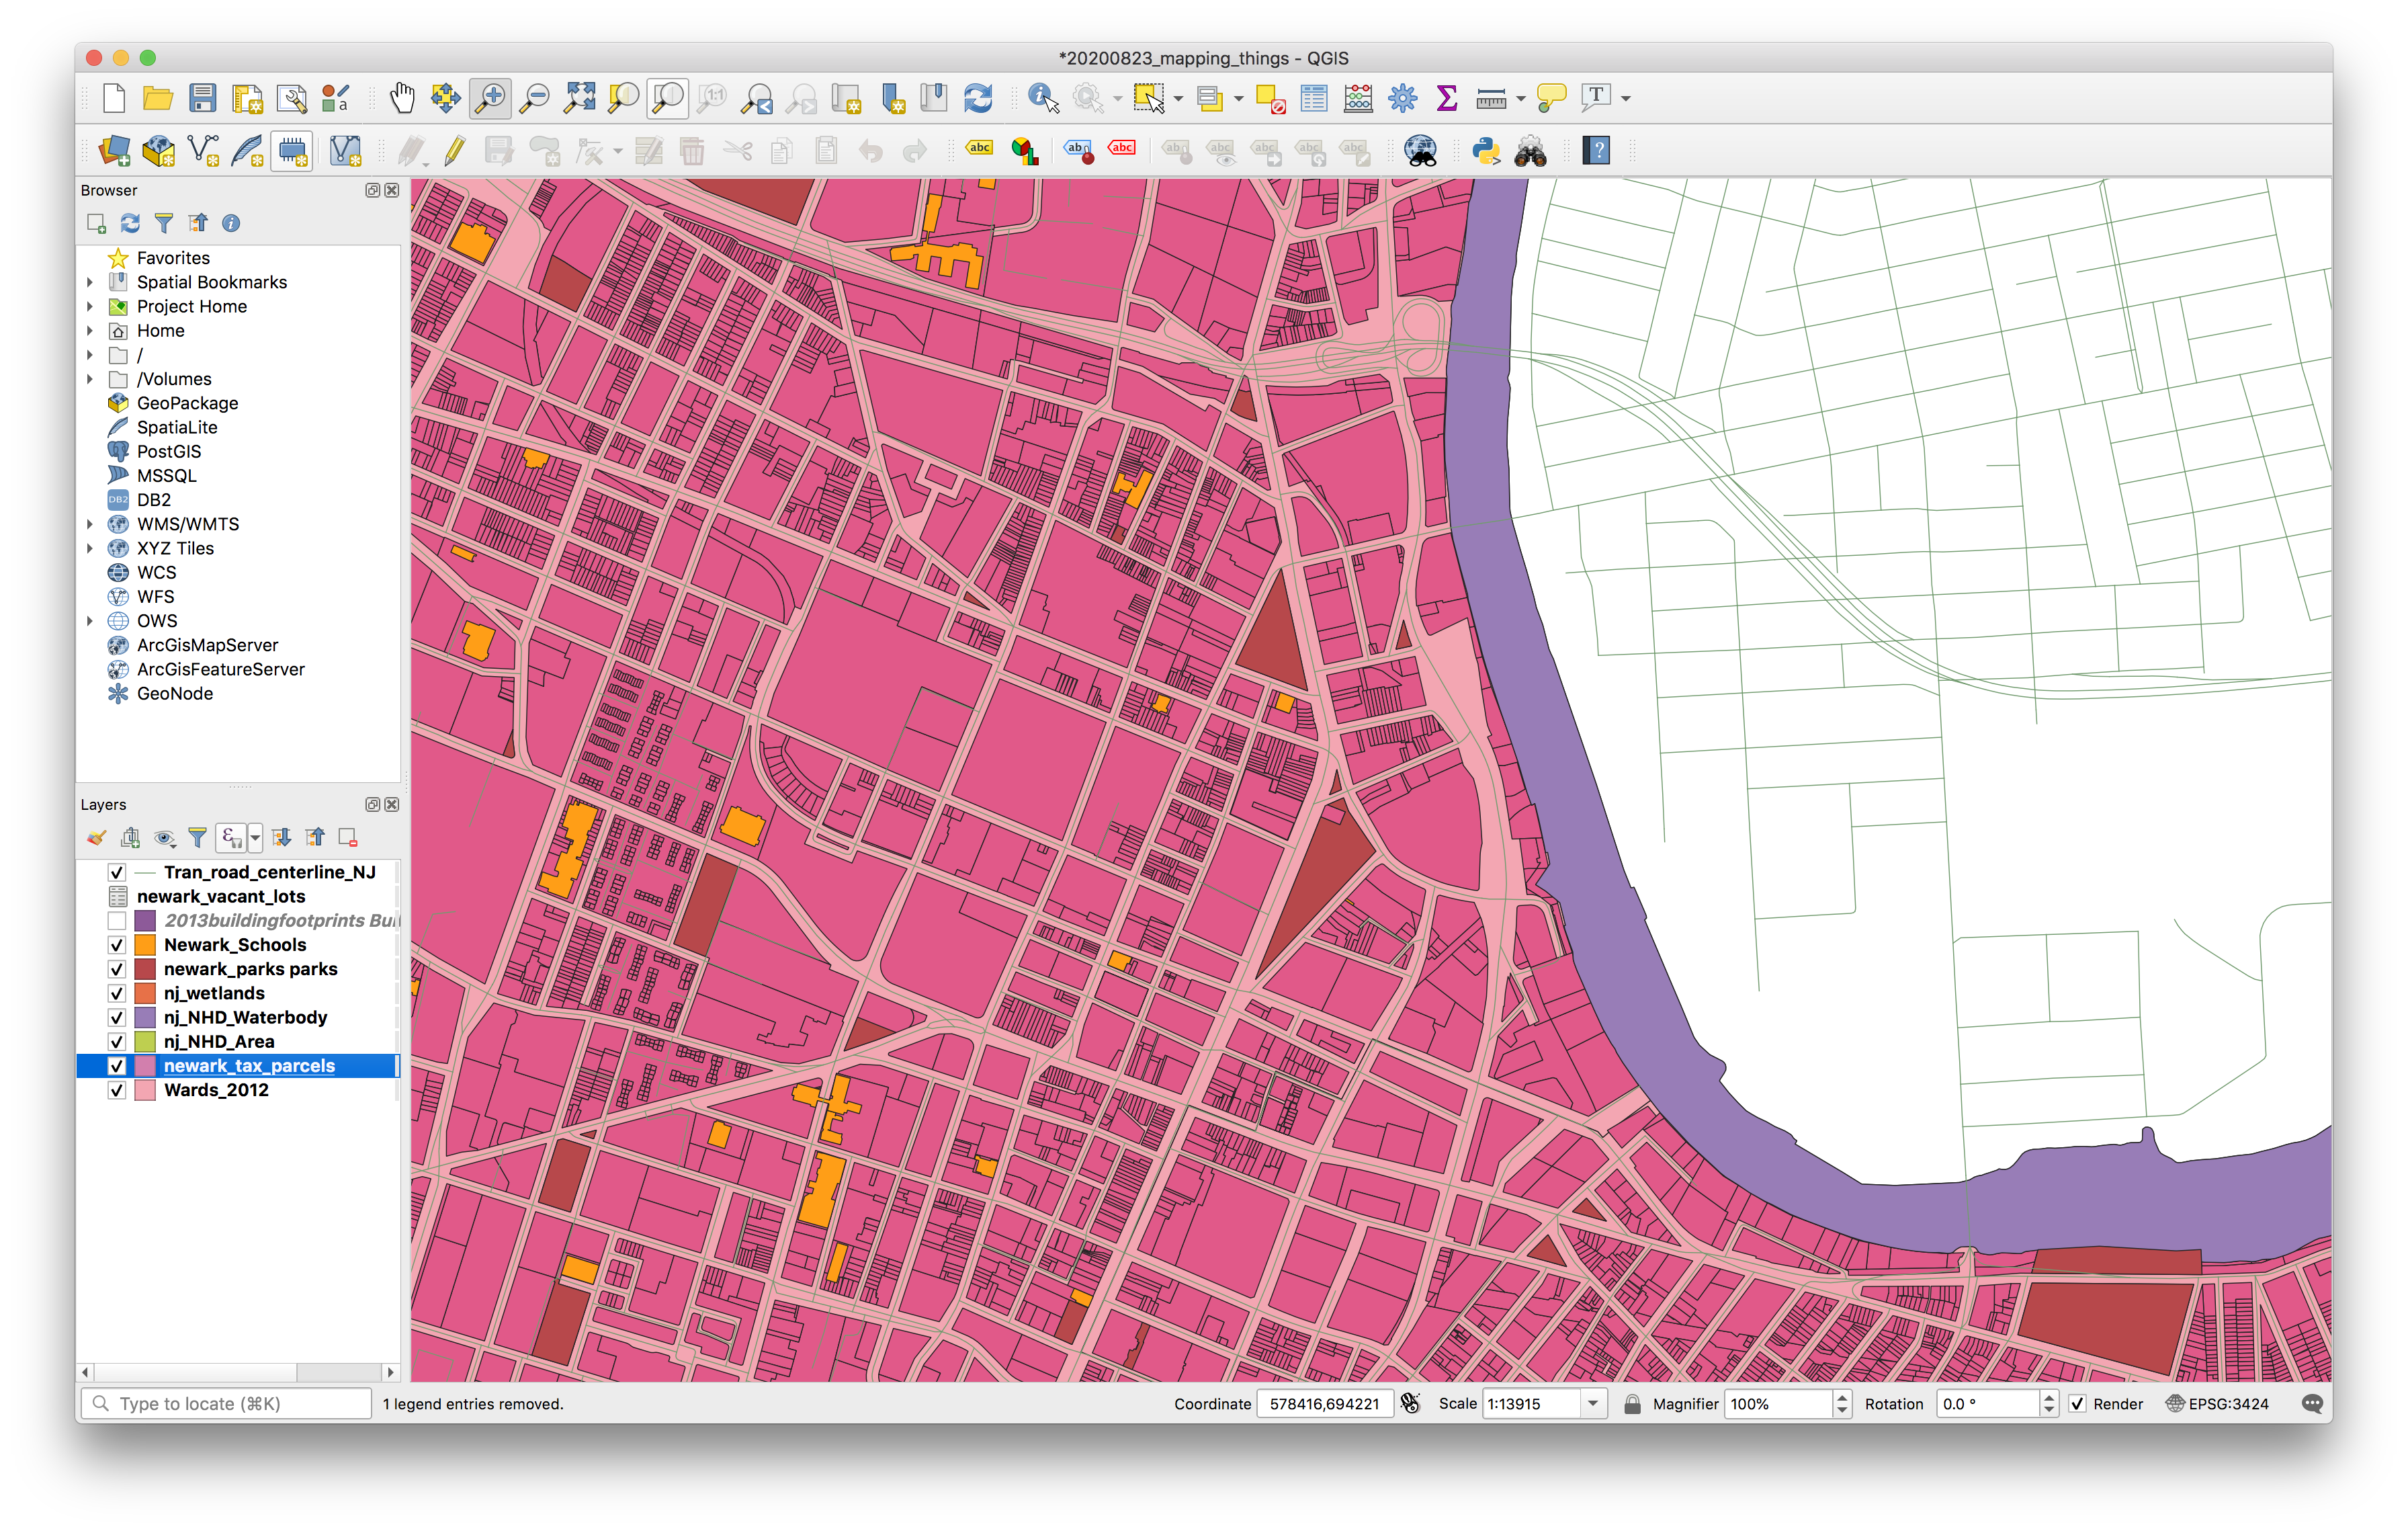 *20200823_mapping_things - QGIS
Browser
Favorites
Spatial Bookmarks
Project Home
Home
/
/Volumes
GeoPackage
SpatiaLite
PostGIS
MSSQL
DB2
DB2
WMS/WMTS
XYZ Tiles
WCS
WFS
OWS
ArcGisMapServer
ArcGisFeatureServer
GeoNode
Layers
Tran_road_centerline_NJ
newark_vacant_lots
2013buildingfootprints Bui
Newark_Schools
newark_parks parks
nj_wetlands
nj_NHD_Waterbody
nj_NHD_Area
newark_tax_parcels
Wards_2012
Type to locate (⌘K)
1 legend entries removed.
Coordinate 578416,694221 Scale 1:13915 Magnifier 100% Rotation 0.0 ° Render EPSG:3424